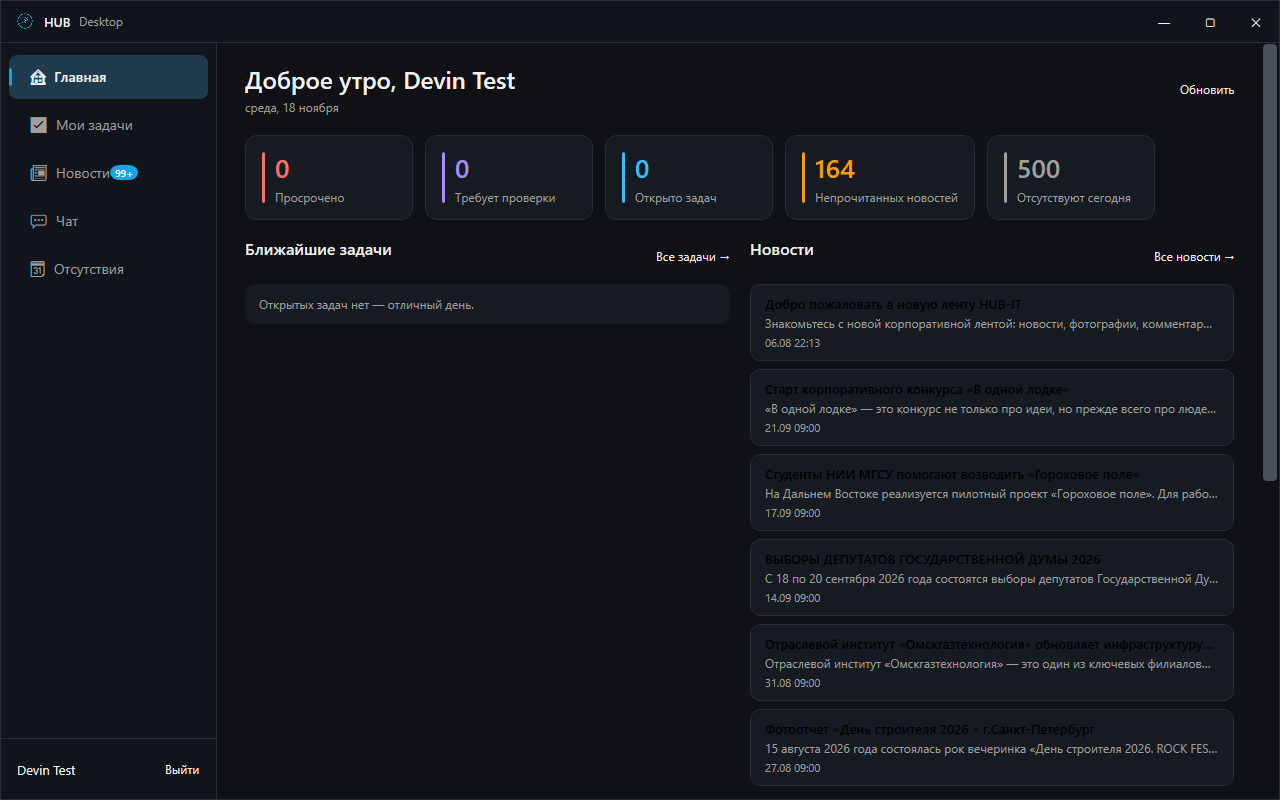 HUB Desktop
Главная
Мои задачи
Новости 99+
Чат
31 Отсутствия
Devin Test
Выйти
Доброе утро, Devin Test
среда, 18 ноября
Обновить
0
Просрочено
0
Требует проверки
0
Открыто задач
164
Непрочитанных новостей
500
Отсутствуют сегодня
Ближайшие задачи
Все задачи →
Открытых задач нет — отличный день.
Новости
Все новости →
Добро пожаловать в новую ленту HUB-IT
Знакомьтесь с новой корпоративной лентой: новости, фотографии, комментар...
06.08 22:13
Старт корпоративного конкурса «В одной лодке»
«В одной лодке» — это конкурс не только про идеи, но прежде всего про люде...
21.09 09:00
Студенты НИИ МГСУ помогают возводить «Гороховое поле»
На Дальнем Востоке реализуется пилотный проект «Гороховое поле». Для рабо...
17.09 09:00
ВЫБОРЫ ДЕПУТАТОВ ГОСУДАРСТВЕННОЙ ДУМЫ 2026
С 18 по 20 сентября 2026 года состоятся выборы депутатов Государственной Ду...
14.09 09:00
Отраслевой институт «Омскгазтехнология» обновляет инфраструктуру...
Отраслевой институт «Омскгазтехнология» — это один из ключевых филиалов...
31.08 09:00
Фотоотчет «День строителя 2026 » г.Санкт-Петербург
15 августа 2026 года состоялась рок вечеринка «День строителя 2026. ROCK FES...
27.08 09:00